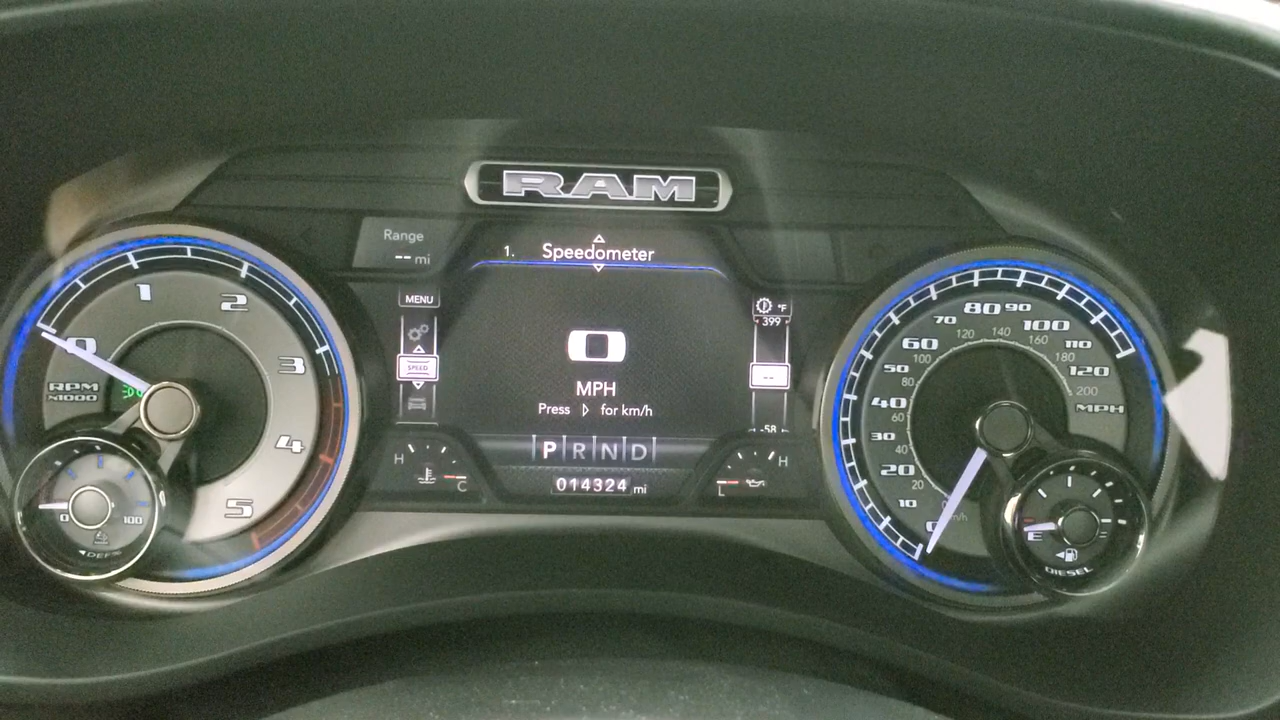 RAM
Range
-- mi
1. Speedometer
MENU
SPEED
°F
399
--
-58
0
MPH
Press ▷ for km/h
P R N D
014324 mi
H
C
L
H
0
1
2
3
4
5
RPM
X1000
0
100
DEF
0
10
20
30
40
50
60
70
80
90
100
110
120
MPH
20
40
60
80
100
120
140
160
180
200
km/h
E
DIESEL